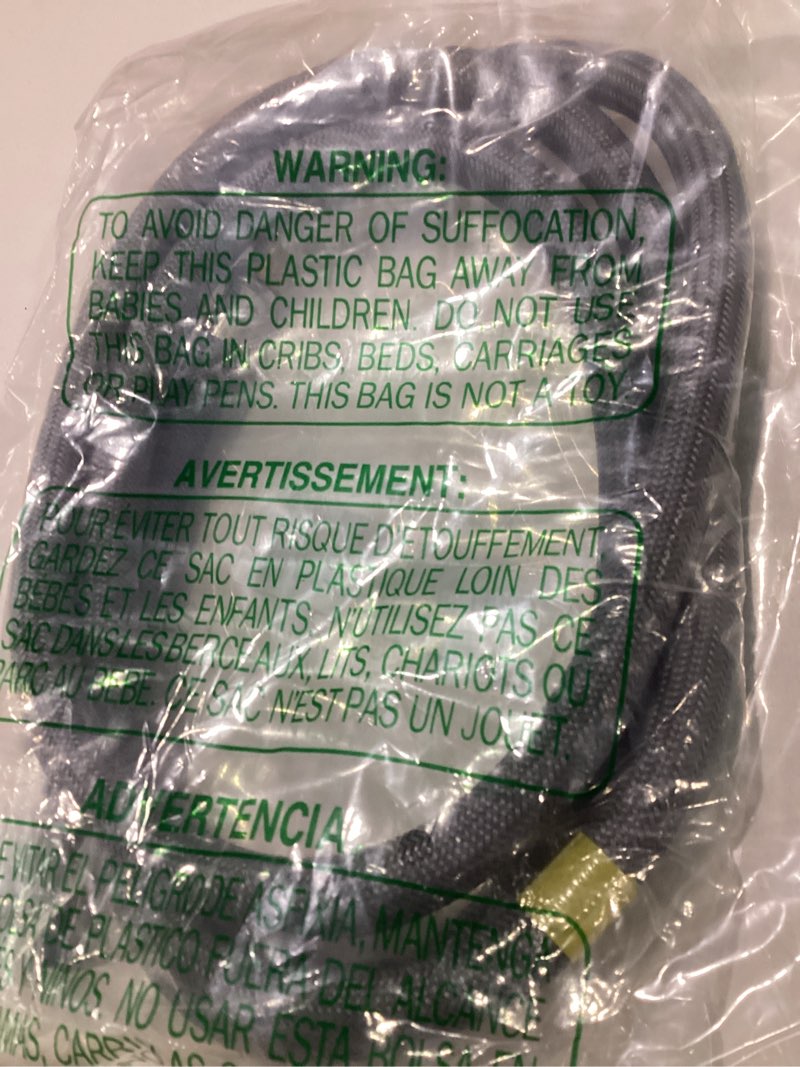 WARNING:
TO AVOID DANGER OF SUFFOCATION,
KEEP THIS PLASTIC BAG AWAY FROM
BABIES AND CHILDREN. DO NOT USE
THIS BAG IN CRIBS, BEDS, CARRIAGES
OR PLAY PENS. THIS BAG IS NOT A TOY.
AVERTISSEMENT:
POUR ÉVITER TOUT RISQUE D'ÉTOUFFEMENT,
GARDEZ CE SAC EN PLASTIQUE LOIN DES
BÉBÉS ET LES ENFANTS. N'UTILISEZ PAS CE
SAC DANS LES BERCEAUX, LITS, CHARIOTS OU
PARC AU BÉBÉ. CE SAC N'EST PAS UN JOUET.
ADVERTENCIA
EVITAR EL PELIGRO DE ASFIXIA, MANTENGA
DE PLASTICO FUERA DEL ALCANCE
Y NIÑOS. NO USAR ESTA BOLSA EN